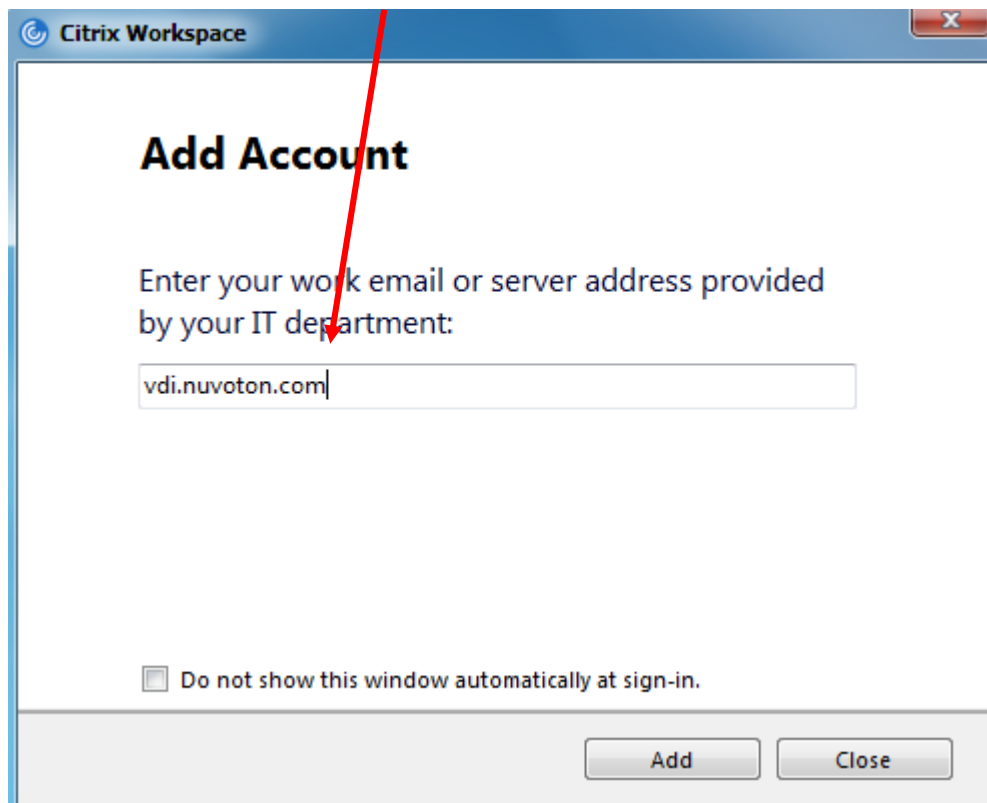 Citrix Workspace
Add Account
Enter your work email or server address provided
by your IT department:
vdi.nuvoton.com
Do not show this window automatically at sign-in.
Add Close